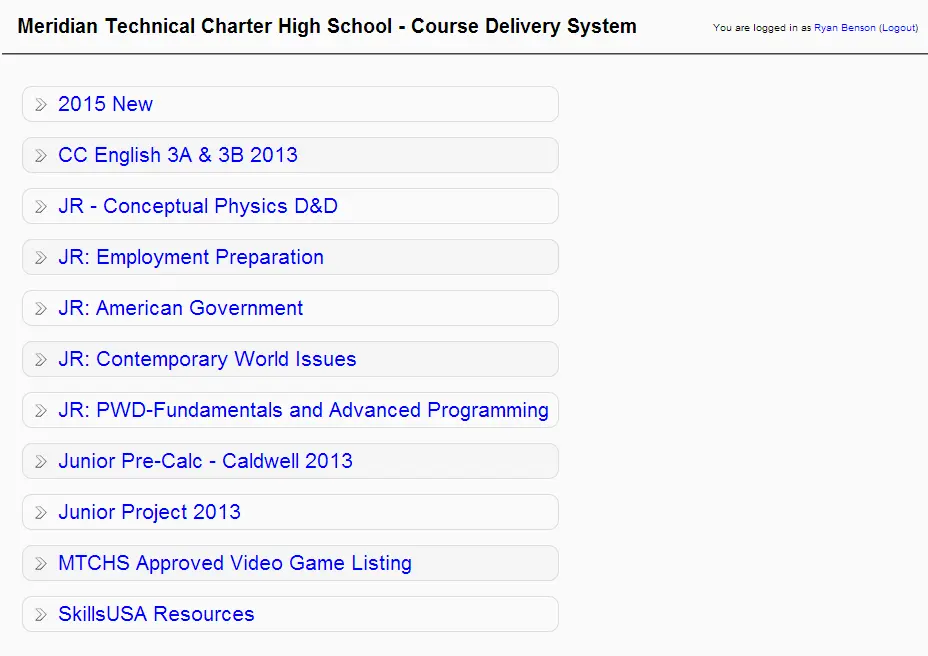 Meridian Technical Charter High School - Course Delivery System
You are logged in as Ryan Benson (Logout)
2015 New
CC English 3A & 3B 2013
JR - Conceptual Physics D&D
JR: Employment Preparation
JR: American Government
JR: Contemporary World Issues
JR: PWD-Fundamentals and Advanced Programming
Junior Pre-Calc - Caldwell 2013
Junior Project 2013
MTCHS Approved Video Game Listing
SkillsUSA Resources